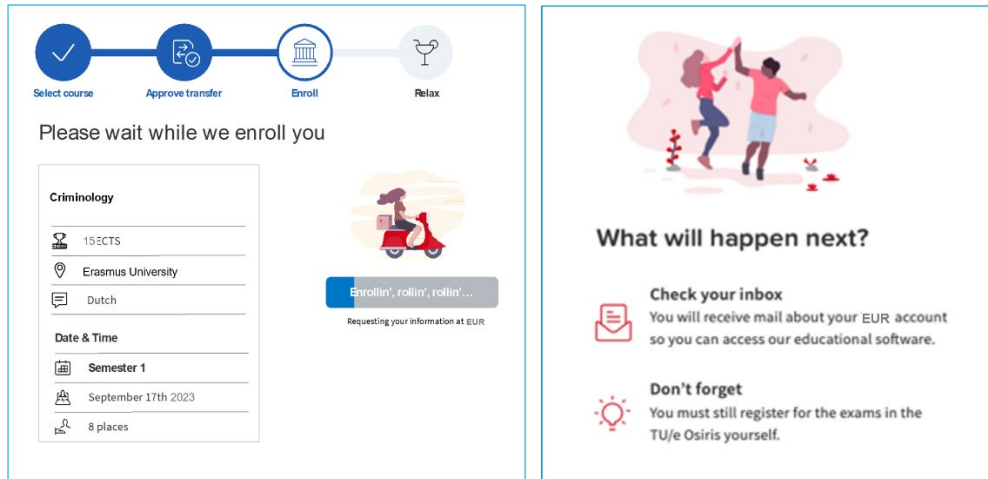 Select course
Approve transfer
Enroll
Relax
Please wait while we enroll you
Criminology
15ECTS
Erasmus University
Dutch
Date & Time
Semester 1
September 17th 2023
8 places
Enrollin', rollin', rollin'...
Requesting your information at EUR
What will happen next?
Check your inbox
You will receive mail about your EUR account
so you can access our educational software.
Don't forget
You must still register for the exams in the
TU/e Osiris yourself.